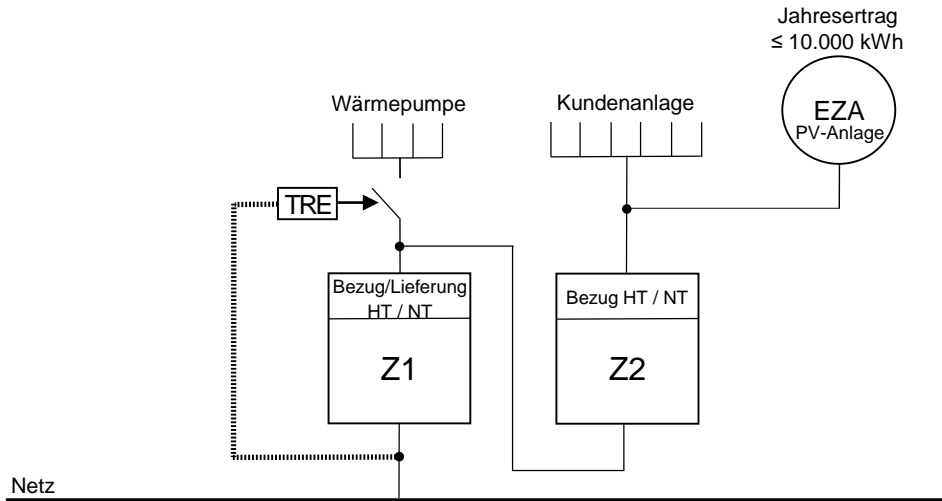 Jahresertrag
≤ 10.000 kWh
Wärmepumpe
Kundenanlage
EZA
PV-Anlage
TRE
Bezug/Lieferung
HT / NT
Bezug HT / NT
Z1
Z2
Netz